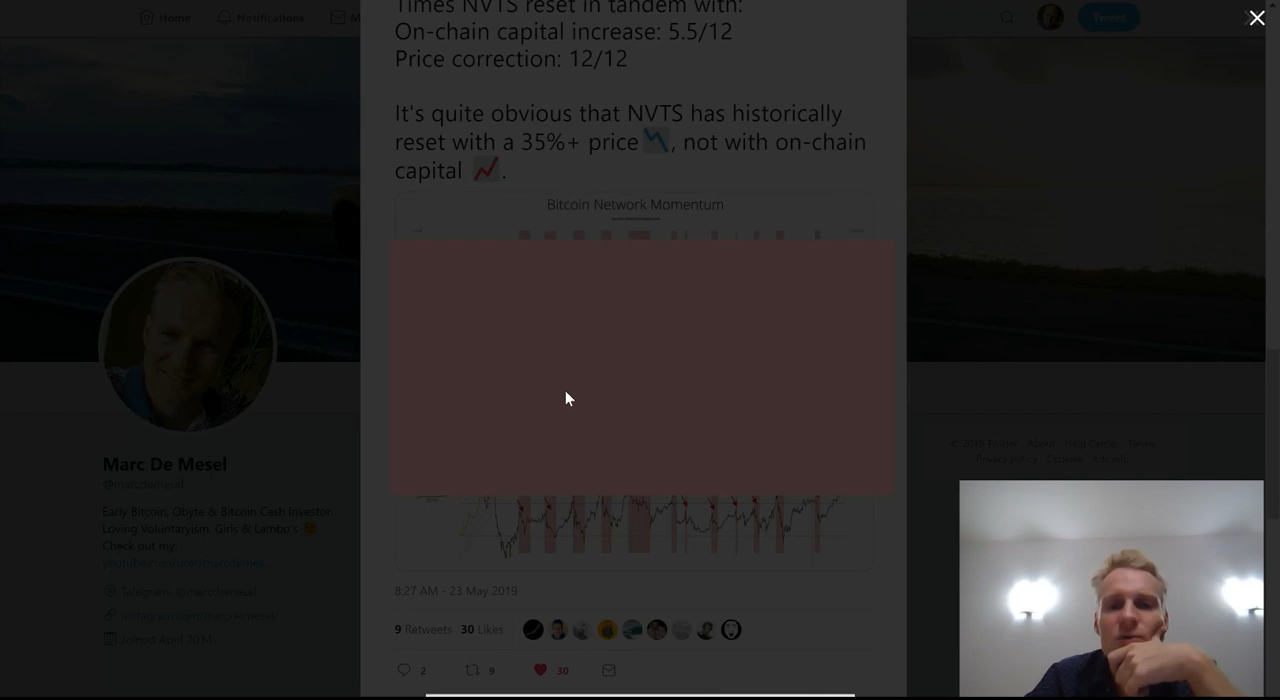 Times NVTS reset in tandem with:
Home
Notifications
Tweet
On-chain capital increase: 5.5/12
Price correction: 12/12
It's quite obvious that NVTS has historically
reset with a 35%+ price 📉, not with on-chain
capital 📈.
Bitcoin Network Momentum
Marc De Mesel
@marcdemesel
Early Bitcoin, Obyte & Bitcoin Cash Investor.
Loving Voluntaryism, Girls & Lambo's
Check out my:
youtube.com/user/marcdemes...
Telegram: @marcdemesel
instagram.com/marcdemesel
Joined April 2014
© 2019 Twitter About Help Center Terms
Privacy policy Cookies Ads info
8:27 AM - 23 May 2019
9 Retweets 30 Likes
2 9 30